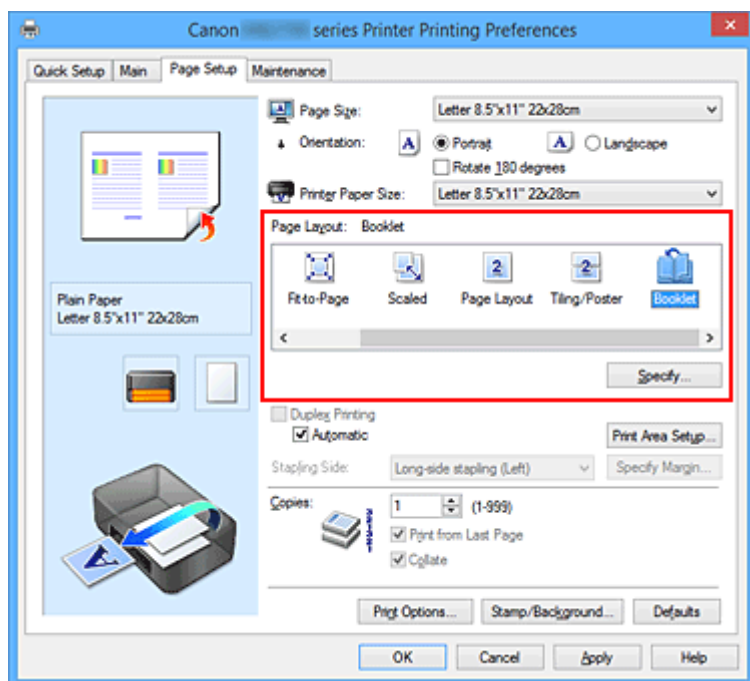 Canon series Printer Printing Preferences
Quick Setup Main Page Setup Maintenance
Page Size: Letter 8.5"x11" 22x28cm
Orientation: A Portrait A Landscape
Rotate 180 degrees
Printer Paper Size: Letter 8.5"x11" 22x28cm
Page Layout: Booklet
2 2
Fit-to-Page Scaled Page Layout Tiling/Poster Booklet
Specify...
Plain Paper
Letter 8.5"x11" 22x28cm
Duplex Printing
Automatic
Print Area Setup...
Stapling Side: Long-side stapling (Left) Specify Margin...
Copies: 1 (1-999)
Print from Last Page
Collate
A
Print Options... Stamp/Background... Defaults
OK Cancel Apply Help